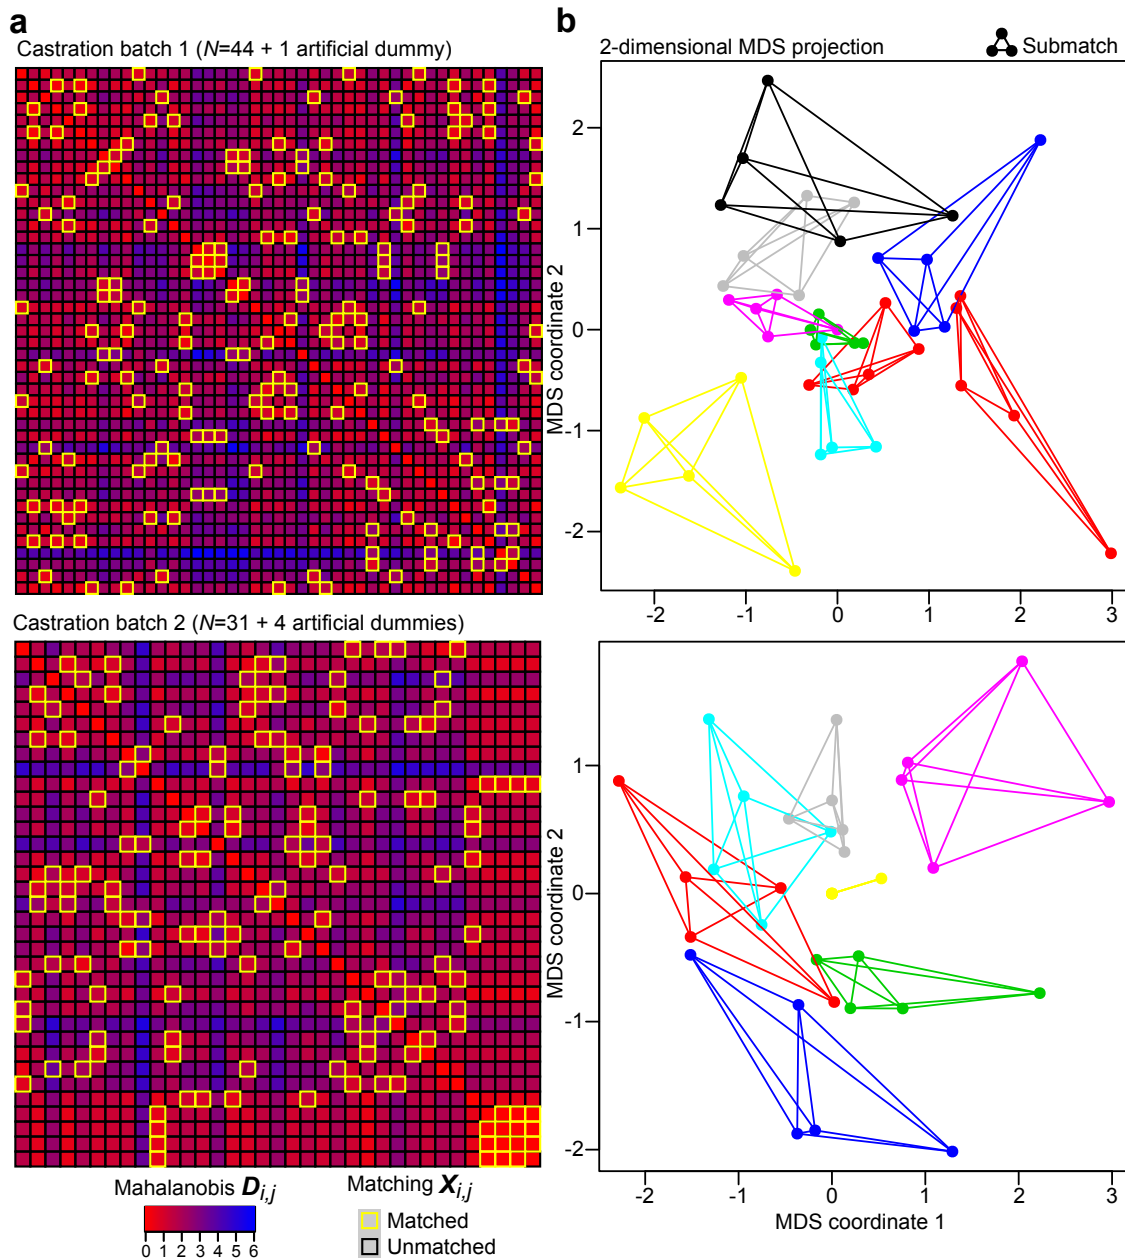 a
Castration batch 1 (N=44 + 1 artificial dummy)
b
2-dimensional MDS projection
Submatch
MDS coordinate 2
2
1
0
-1
-2
-2 -1 0 1 2 3
Castration batch 2 (N=31 + 4 artificial dummies)
MDS coordinate 2
1
0
-1
-2
-2 -1 0 1 2 3
MDS coordinate 1
Mahalanobis Di,j
0 1 2 3 4 5 6
Matching Xi,j
Matched
Unmatched